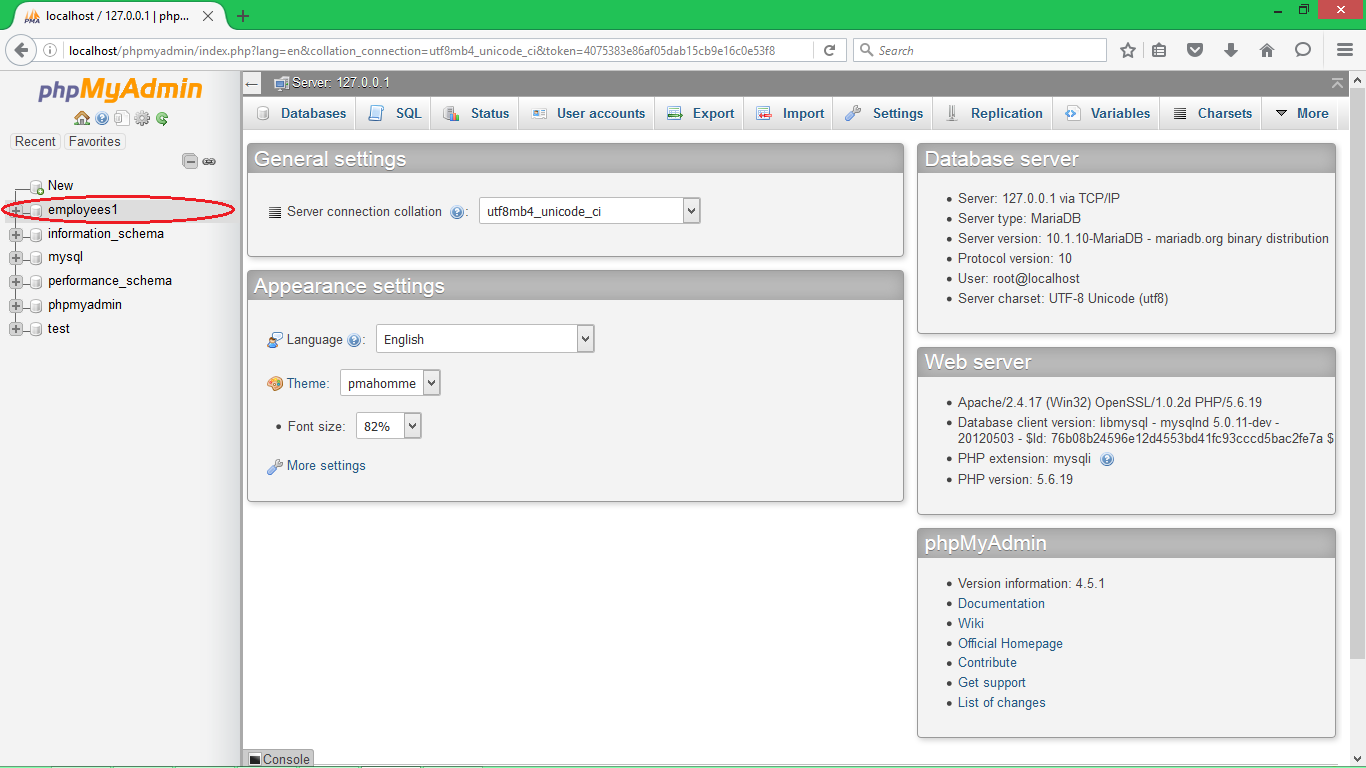 localhost / 127.0.0.1 | php...
localhost/phpmyadmin/index.php?lang=en&collation_connection=utf8mb4_unicode_ci&token=4075383e86af05dab15cb9e16c0e53f8
Search
phpMyAdmin
Recent Favorites
New
employees1
information_schema
mysql
performance_schema
phpmyadmin
test
Server: 127.0.0.1
Databases SQL Status User accounts Export Import Settings Replication Variables Charsets More
General settings
Server connection collation : utf8mb4_unicode_ci
Appearance settings
Language : English
Theme: pmahomme
Font size: 82%
More settings
Database server
Server: 127.0.0.1 via TCP/IP
Server type: MariaDB
Server version: 10.1.10-MariaDB - mariadb.org binary distribution
Protocol version: 10
User: root@localhost
Server charset: UTF-8 Unicode (utf8)
Web server
Apache/2.4.17 (Win32) OpenSSL/1.0.2d PHP/5.6.19
Database client version: libmysql - mysqlnd 5.0.11-dev -
20120503 - $Id: 76b08b24596e12d4553bd41fc93cccd5bac2fe7a $
PHP extension: mysqli
PHP version: 5.6.19
phpMyAdmin
Version information: 4.5.1
Documentation
Wiki
Official Homepage
Contribute
Get support
List of changes
Console